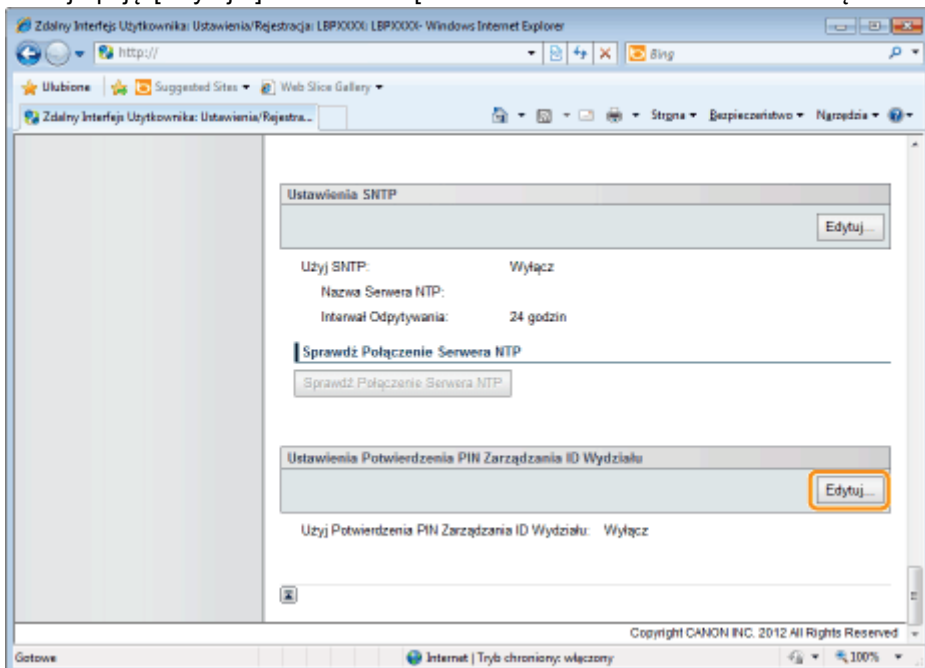 Zdalny Interfejs Użytkownika: Ustawienia/Rejestracja: LBPXXXX: LBPXXXX- Windows Internet Explorer
http://
Bing
Ulubione Suggested Sites Web Slice Gallery
Zdalny Interfejs Użytkownika: Ustawienia/Rejestra... Strona Bezpieczeństwo Narzędzia
Ustawienia SNTP
Edytuj...
Użyj SNTP: Wyłącz
Nazwa Serwera NTP:
Interwał Odpytywania: 24 godzin
Sprawdź Połączenie Serwera NTP
Sprawdź Połączenie Serwera NTP
Ustawienia Potwierdzenia PIN Zarządzania ID Wydziału
Edytuj...
Użyj Potwierdzenia PIN Zarządzania ID Wydziału: Wyłącz
Copyright CANON INC. 2012 All Rights Reserved
Gotowe Internet | Tryb chroniony: włączony 100%